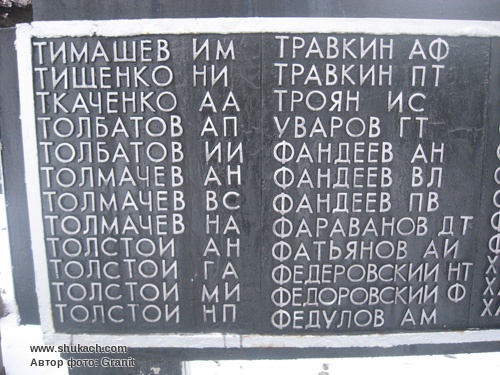 ТИМАШЕВ ИМ
ТИЩЕНКО НИ
ТКАЧЕНКО АА
ТОЛБАТОВ АП
ТОЛБАТОВ ИИ
ТОЛМАЧЕВ АН
ТОЛМАЧЕВ ВС
ТОЛМАЧЕВ НА
ТОЛСТОИ АН
ТОЛСТОИ ГА
ТОЛСТОИ МИ
ТОЛСТОИ НП
ТРАВКИН АФ
ТРАВКИН ПТ
ТРОЯН ИС
УВАРОВ ГТ
ФАНДЕЕВ АН
ФАНДЕЕВ ВЛ
ФАНДЕЕВ ПВ
ФАРАВАНОВ ДТ
ФАТЬЯНОВ АИ
ФЕДЕРОВСКИЙ НТ
ФЕДОРОВСКИЙ Ф
ФЕДУЛОВ АМ
www.shukach.com
Автор фото: Granit